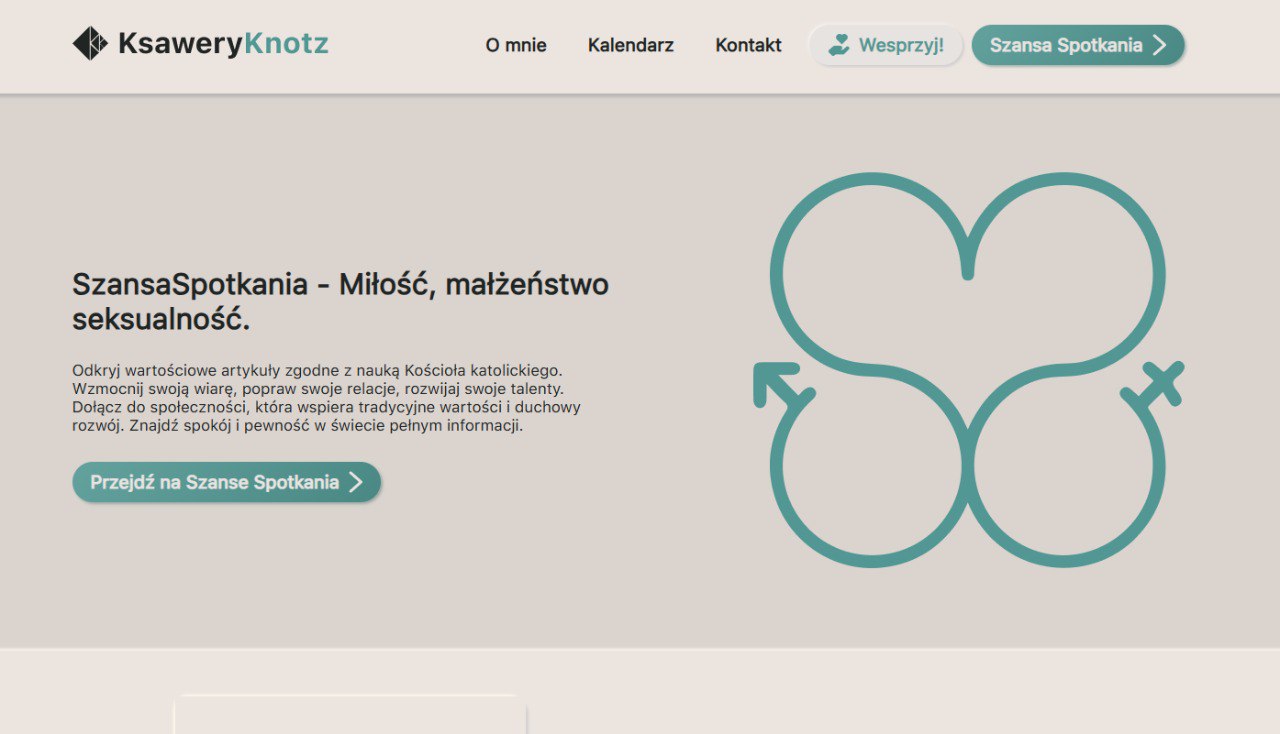 KsaweryKnotz
O mnie
Kalendarz
Kontakt
Wesprzyj!
Szansa Spotkania
SzansaSpotkania - Miłość, małżeństwo
seksualność.
Odkryj wartościowe artykuły zgodne z nauką Kościoła katolickiego.
Wzmocnij swoją wiarę, popraw swoje relacje, rozwijaj swoje talenty.
Dołącz do społeczności, która wspiera tradycyjne wartości i duchowy
rozwój. Znajdź spokój i pewność w świecie pełnym informacji.
Przejdź na Szanse Spotkania